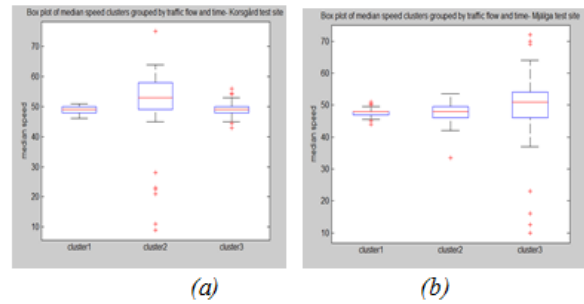 Box plot of median speed clusters grouped by traffic flow and time- Korsgård test site
70
60
50
40
30
20
10
median speed
cluster1 cluster2 cluster3
(a)
Box plot of median speed clusters grouped by traffic flow and time- Mjälga test site
70
60
50
40
30
20
10
median speed
cluster1 cluster2 cluster3
(b)